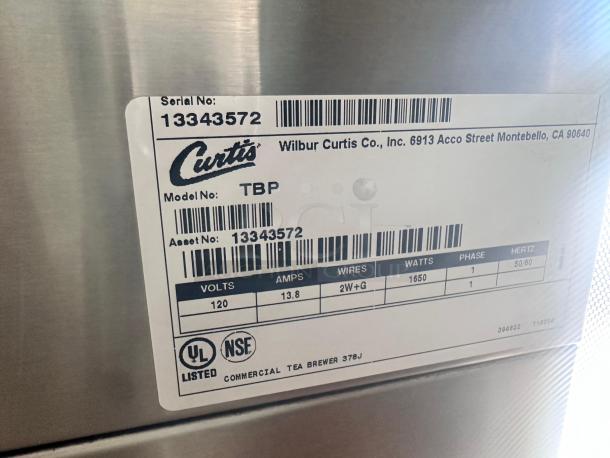 Serial No:
13343572
Curtis
Wilbur Curtis Co., Inc. 6913 Acco Street Montebello, CA 90640
Model No: TBP
Asset No: 13343572
VOLTS AMPS WIRES WATTS PHASE HERTZ
120 13.8 2W+G 1650 1 50/60
1
UL
LISTED
NSF
COMMERCIAL TEA BREWER 378J